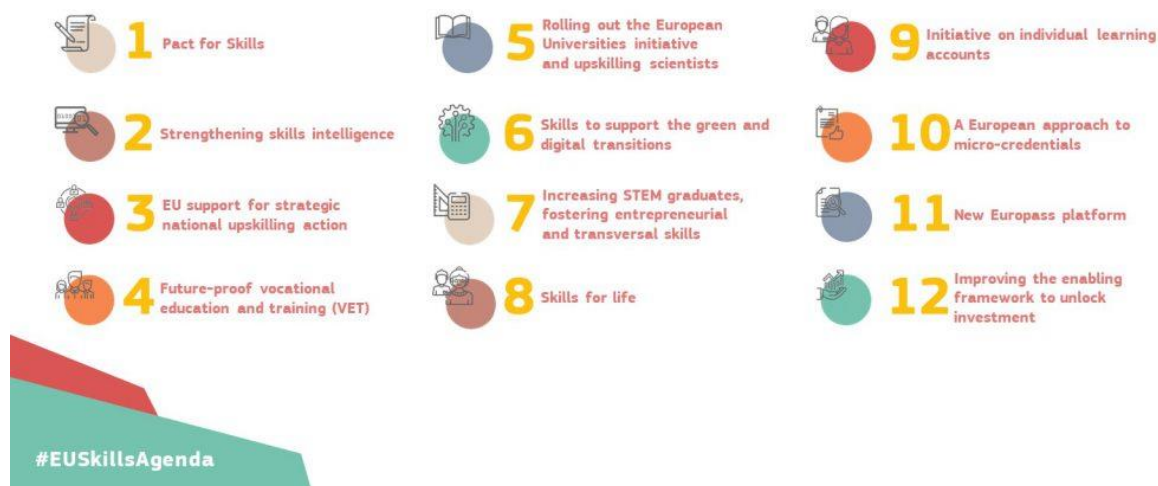 1 Pact for Skills
2 Strengthening skills intelligence
3 EU support for strategic
national upskilling action
4 Future-proof vocational
education and training (VET)
5 Rolling out the European
Universities initiative
and upskilling scientists
6 Skills to support the green and
digital transitions
7 Increasing STEM graduates,
fostering entrepreneurial
and transversal skills
8 Skills for life
9 Initiative on individual learning
accounts
10 A European approach to
micro-credentials
11 New Europass platform
12 Improving the enabling
framework to unlock
investment
#EUSkillsAgenda